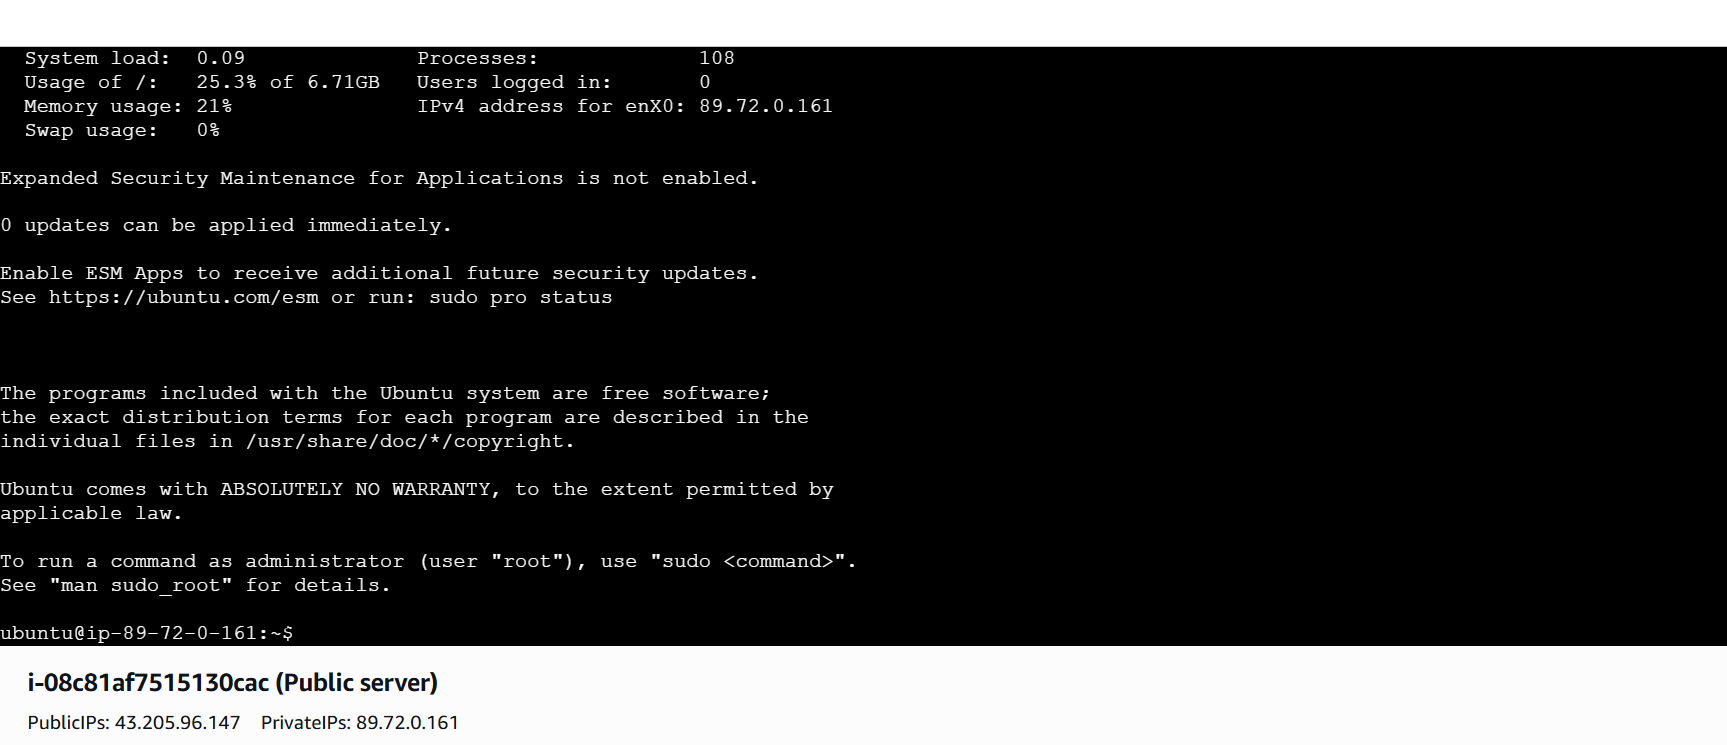 System load: 0.09 Processes: 108
Usage of /: 25.3% of 6.71GB Users logged in: 0
Memory usage: 21% IPv4 address for enX0: 89.72.0.161
Swap usage: 0%
Expanded Security Maintenance for Applications is not enabled.
0 updates can be applied immediately.
Enable ESM Apps to receive additional future security updates.
See https://ubuntu.com/esm or run: sudo pro status
The programs included with the Ubuntu system are free software;
the exact distribution terms for each program are described in the
individual files in /usr/share/doc/*/copyright.
Ubuntu comes with ABSOLUTELY NO WARRANTY, to the extent permitted by
applicable law.
To run a command as administrator (user "root"), use "sudo <command>".
See "man sudo_root" for details.
ubuntu@ip-89-72-0-161:~$
i-08c81af7515130cac (Public server)
PublicIPs: 43.205.96.147 PrivateIPs: 89.72.0.161